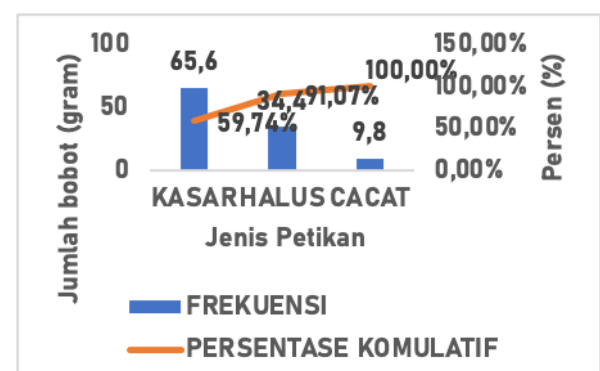 100
50
0
Jumlah bobot (gram)
65,6
34,4
9,8
59,74%
91,07%
100,00%
150,00%
100,00%
50,00%
0,00%
Persen (%)
KASAR HALUS CACAT
Jenis Petikan
FREKUENSI
PERSENTASE KOMULATIF